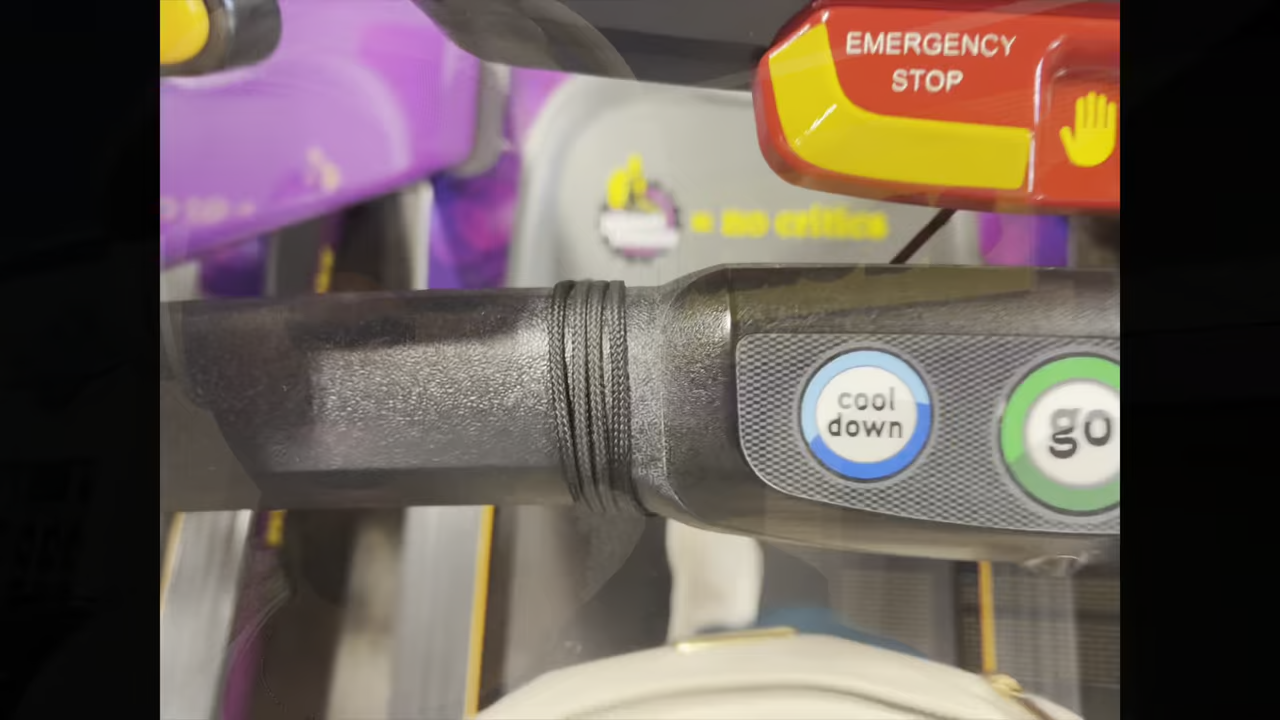 EMERGENCY
STOP
= no critics
cool
down
go